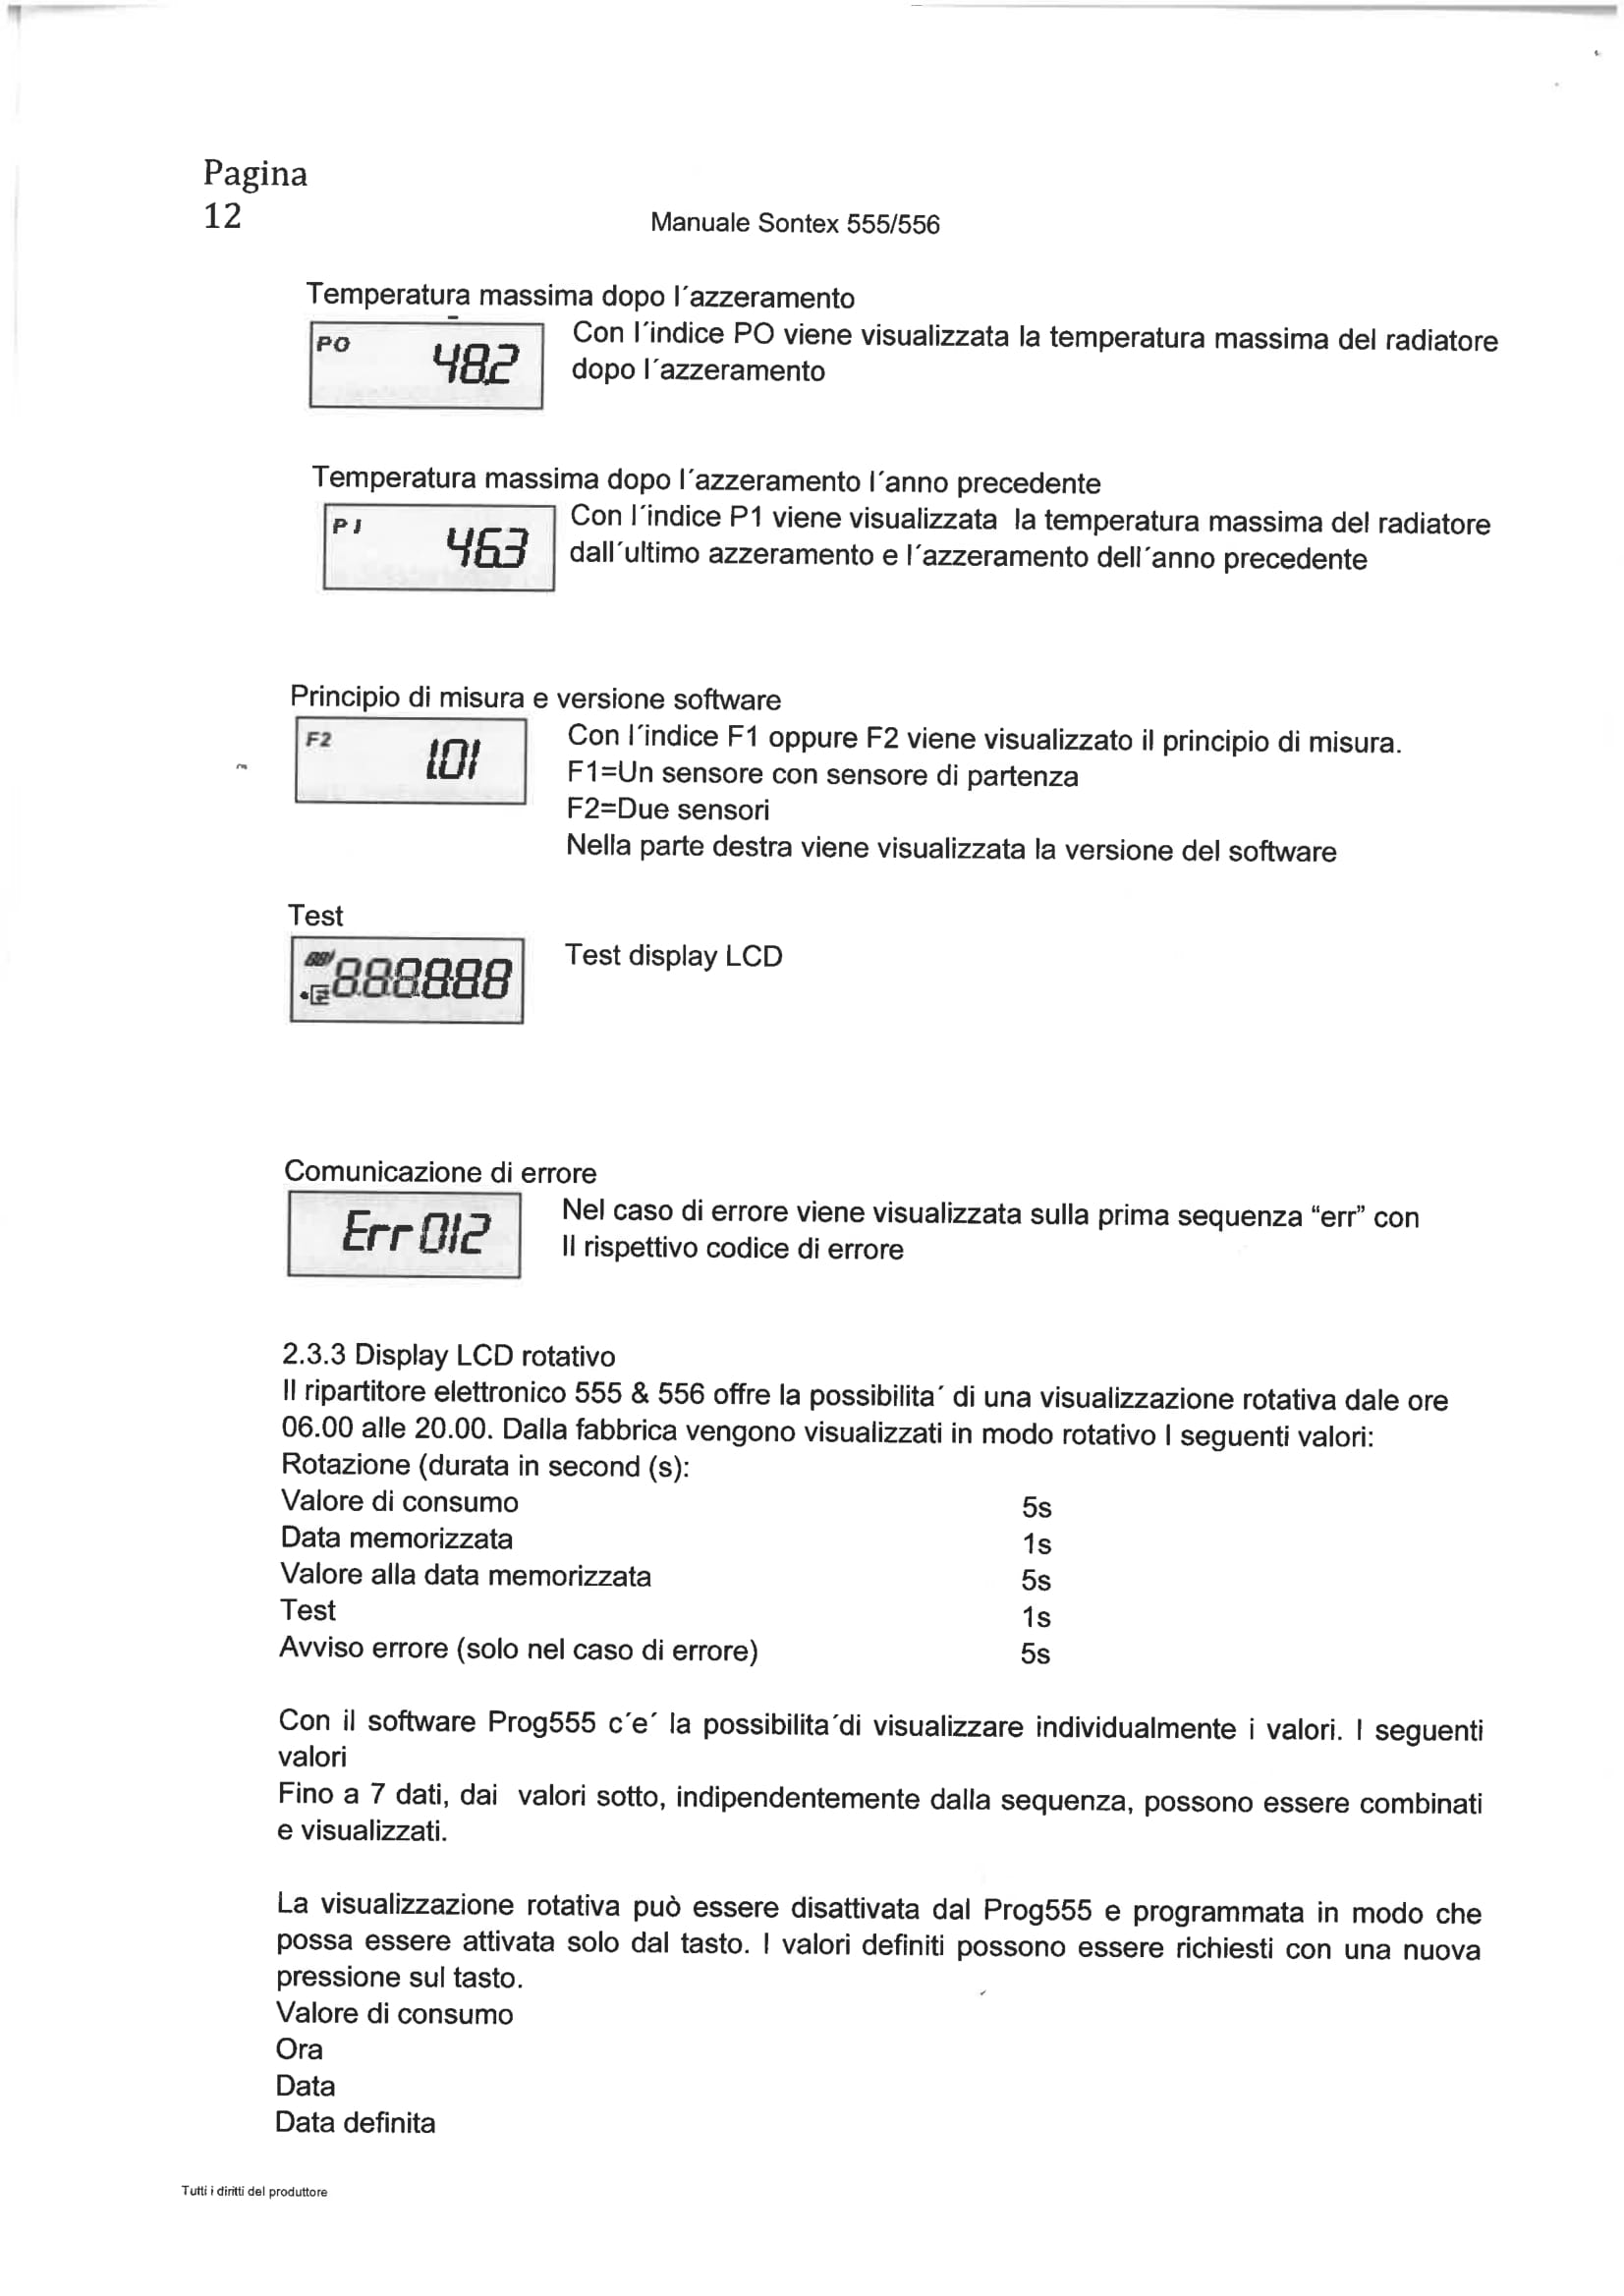 Pagina
12
Manuale Sontex 555/556
Temperatura massima dopo l´azzeramento
PO 48.2
Con l´indice PO viene visualizzata la temperatura massima del radiatore
dopo l´azzeramento
Temperatura massima dopo l´azzeramento l´anno precedente
P1 46.3
Con l´indice P1 viene visualizzata la temperatura massima del radiatore
dall´ultimo azzeramento e l´azzeramento dell´anno precedente
Principio di misura e versione software
F2 1.01
Con l´indice F1 oppure F2 viene visualizzato il principio di misura.
F1=Un sensore con sensore di partenza
F2=Due sensori
Nella parte destra viene visualizzata la versione del software
Test
Test display LCD
Comunicazione di errore
Err 012
Nel caso di errore viene visualizzata sulla prima sequenza “err” con
Il rispettivo codice di errore
2.3.3 Display LCD rotativo
Il ripartitore elettronico 555 & 556 offre la possibilita´ di una visualizzazione rotativa dale ore
06.00 alle 20.00. Dalla fabbrica vengono visualizzati in modo rotativo I seguenti valori:
Rotazione (durata in second (s):
Valore di consumo 5s
Data memorizzata 1s
Valore alla data memorizzata 5s
Test 1s
Avviso errore (solo nel caso di errore) 5s
Con il software Prog555 c´e´ la possibilita´di visualizzare individualmente i valori. I seguenti
valori
Fino a 7 dati, dai valori sotto, indipendentemente dalla sequenza, possono essere combinati
e visualizzati.
La visualizzazione rotativa può essere disattivata dal Prog555 e programmata in modo che
possa essere attivata solo dal tasto. I valori definiti possono essere richiesti con una nuova
pressione sul tasto.
Valore di consumo
Ora
Data
Data definita
Tutti i diritti del produttore